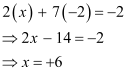 2(x) + 7(−2) = −2
⇒ 2x − 14 = −2
⇒ x = +6